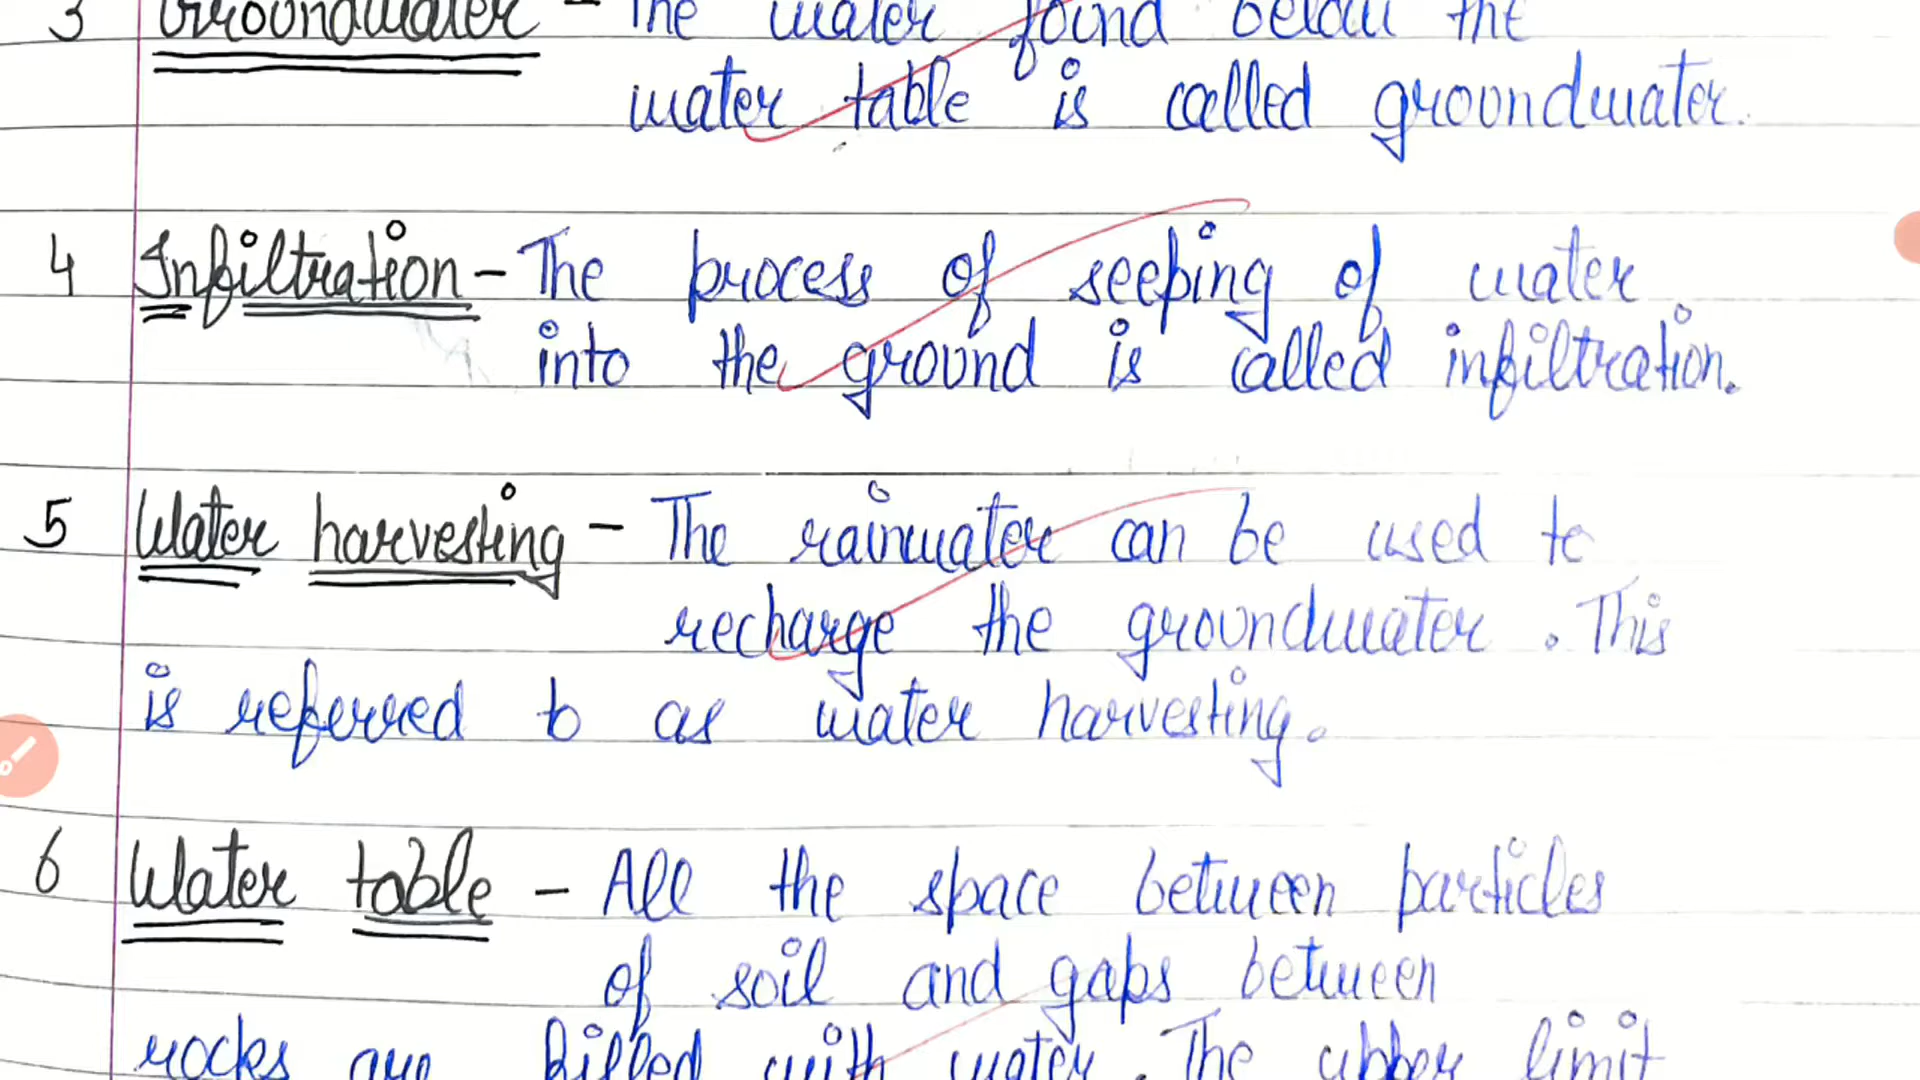 3 Groundwater - The water found below the
water table is called groundwater.
4 Infiltration - The process of seeping of water
into the ground is called infiltration.
5 Water harvesting - The rainwater can be used to
recharge the groundwater. This
is referred to as water harvesting.
6 Water table - All the space between particles
of soil and gaps between
rocks are filled with water. The upper limit